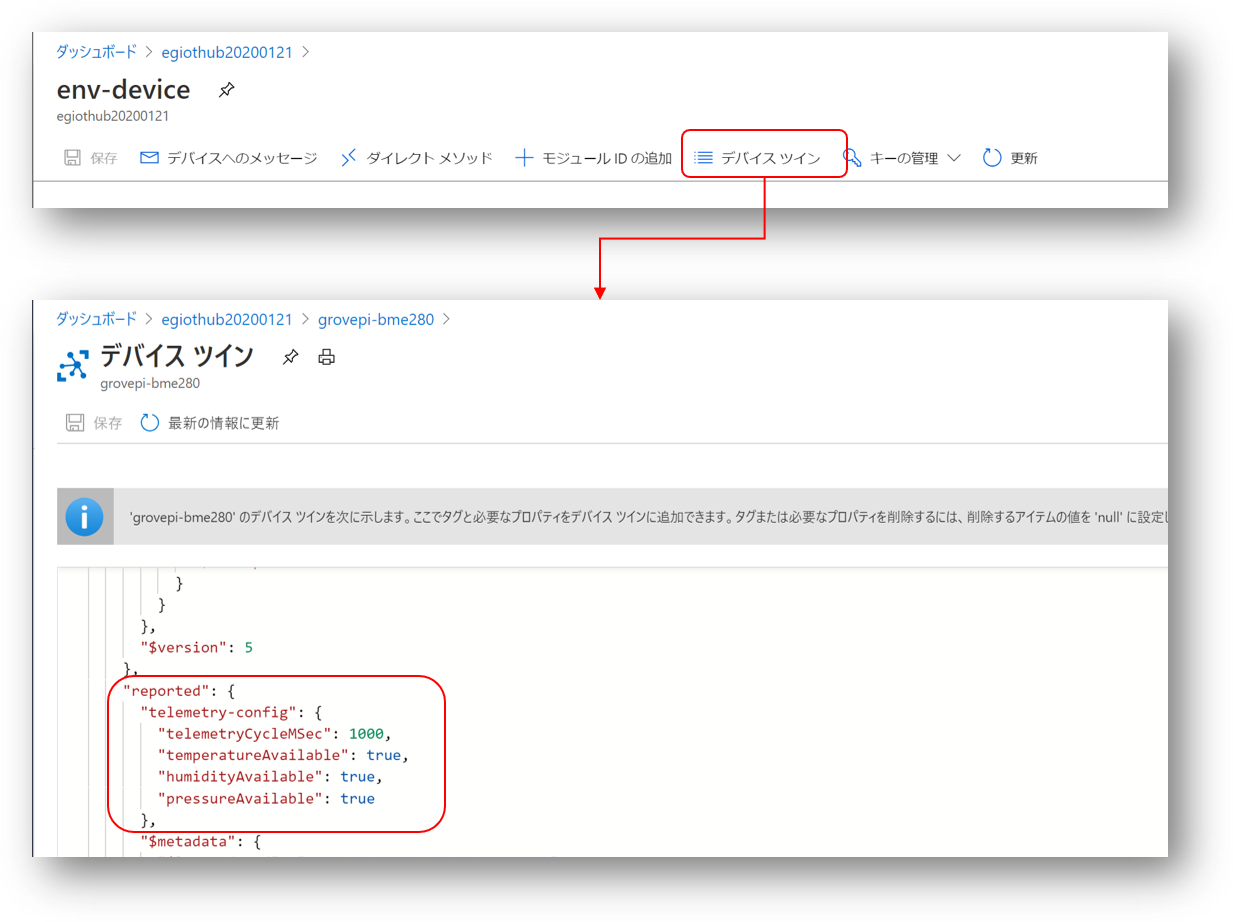 ダッシュボード > egiothub20200121 >
env-device
egiothub20200121
保存 デバイスへのメッセージ ダイレクト メソッド モジュール ID の追加 デバイス ツイン キーの管理 更新
ダッシュボード > egiothub20200121 > grovepi-bme280 >
デバイス ツイン
grovepi-bme280
保存 最新の情報に更新
'grovepi-bme280' のデバイス ツインを次に示します。ここでタグと必要なプロパティをデバイス ツインに追加できます。タグまたは必要なプロパティを削除するには、削除するアイテムの値を 'null' に設定し
}
}
},
"$version": 5
},
"reported": {
"telemetry-config": {
"telemetryCycleMSec": 1000,
"temperatureAvailable": true,
"humidityAvailable": true,
"pressureAvailable": true
},
"$metadata": {